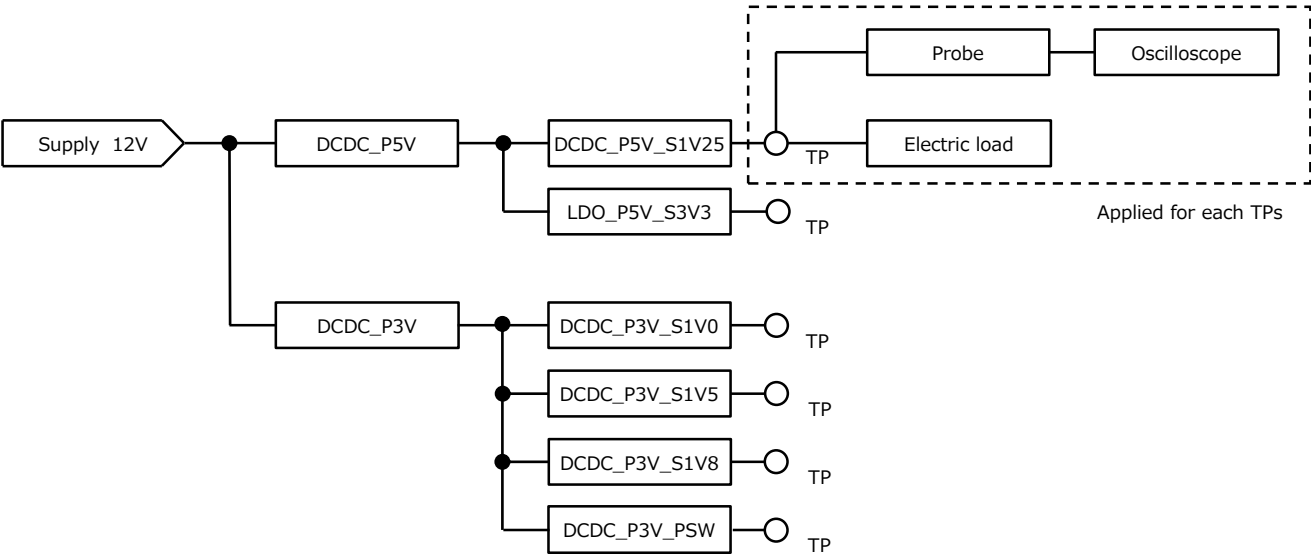 Probe
Oscilloscope
Supply 12V
DCDC_P5V
DCDC_P5V_S1V25
TP
Electric load
LDO_P5V_S3V3
TP
Applied for each TPs
DCDC_P3V
DCDC_P3V_S1V0
TP
DCDC_P3V_S1V5
TP
DCDC_P3V_S1V8
TP
DCDC_P3V_PSW
TP